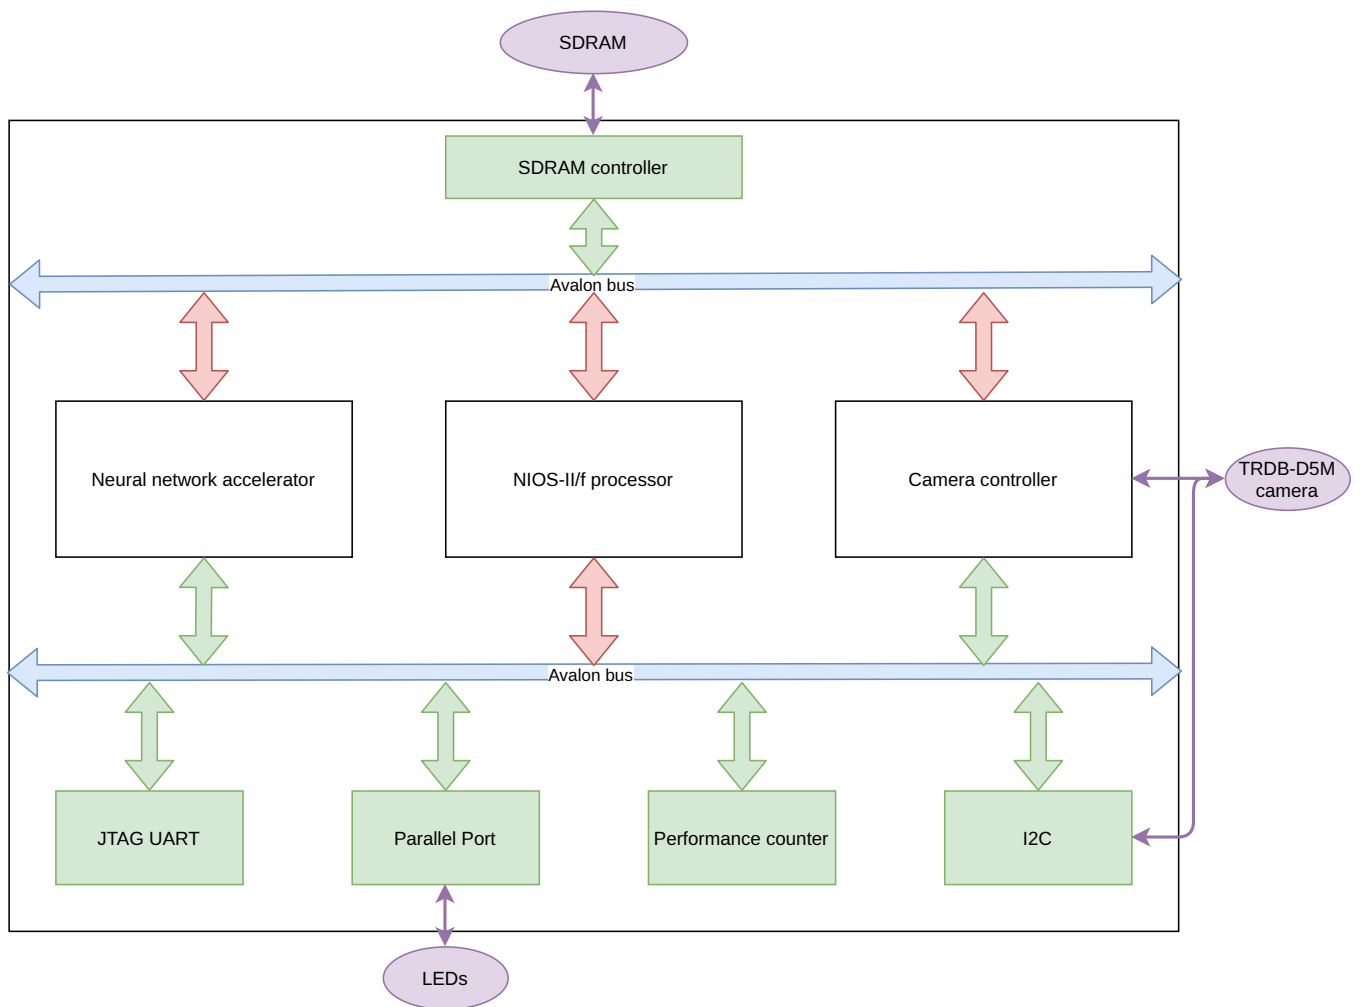 SDRAM
SDRAM controller
Avalon bus
Neural network accelerator
NIOS-II/f processor
Camera controller
TRDB-D5M
camera
Avalon bus
JTAG UART
Parallel Port
Performance counter
I2C
LEDs